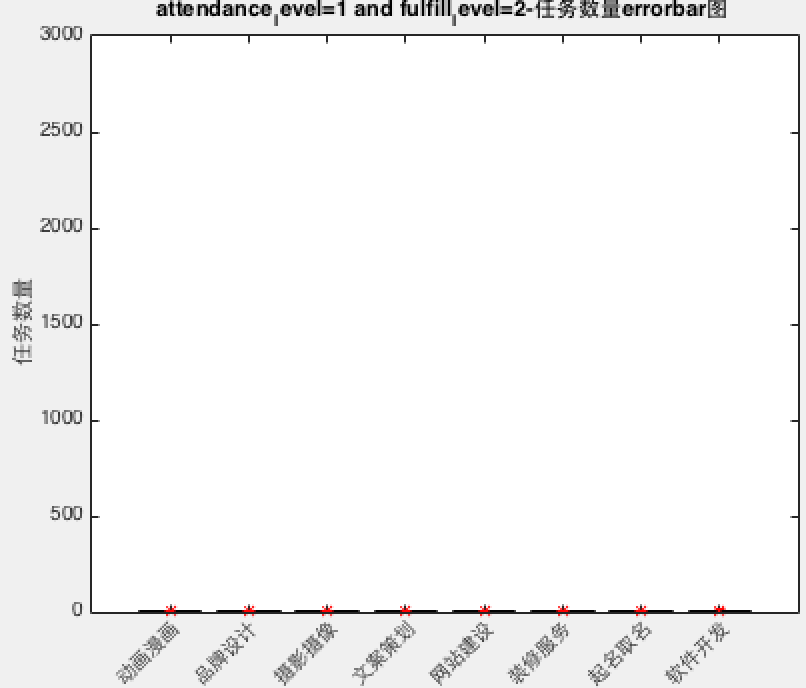 attendance_level=1 and fulfill_level=2-任务数量errorbar图
3000
2500
2000
1500
1000
500
0
任务数量
动画漫画
品牌设计
摄影摄像
文案策划
网站建设
装修服务
起名取名
软件开发